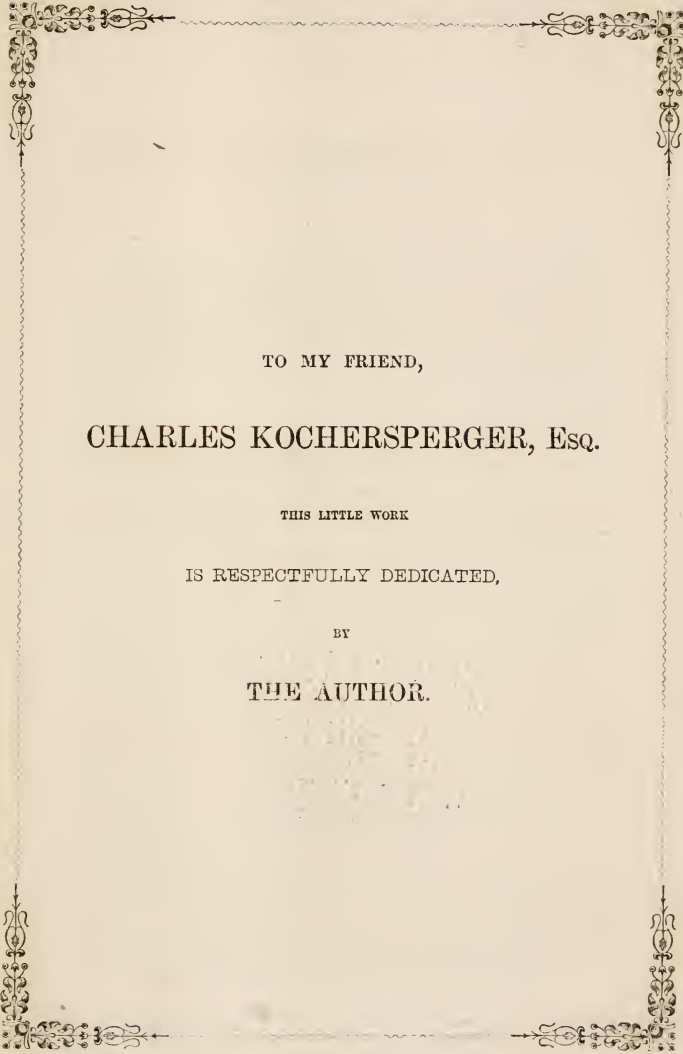 TO MY FRIEND,
CHARLES KOCHERSPERGER, Esq.
THIS LITTLE WORK
IS RESPECTFULLY DEDICATED,
BY
THE AUTHOR.